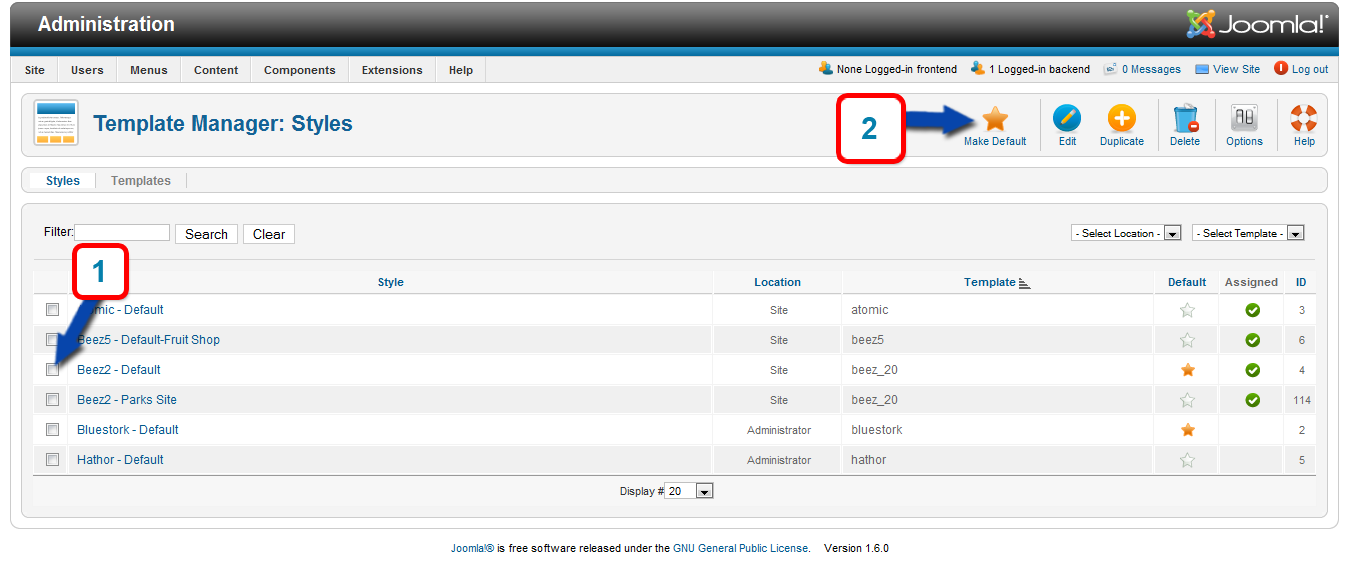 Administration Joomla!®
Site Users Menus Content Components Extensions Help None Logged-in frontend 1 Logged-in backend 0 Messages View Site Log out
Template Manager: Styles 2 Make Default Edit Duplicate Delete Options Help
Styles Templates
Filter: Search Clear - Select Location - - Select Template -
1
Style Location Template Default Assigned ID
- Default Site atomic 3
Beez5 - Default-Fruit Shop Site beez5 6
Beez2 - Default Site beez_20 4
Beez2 - Parks Site Site beez_20 114
Bluestork - Default Administrator bluestork 2
Hathor - Default Administrator hathor 5
Display # 20
Joomla!® is free software released under the GNU General Public License. Version 1.6.0